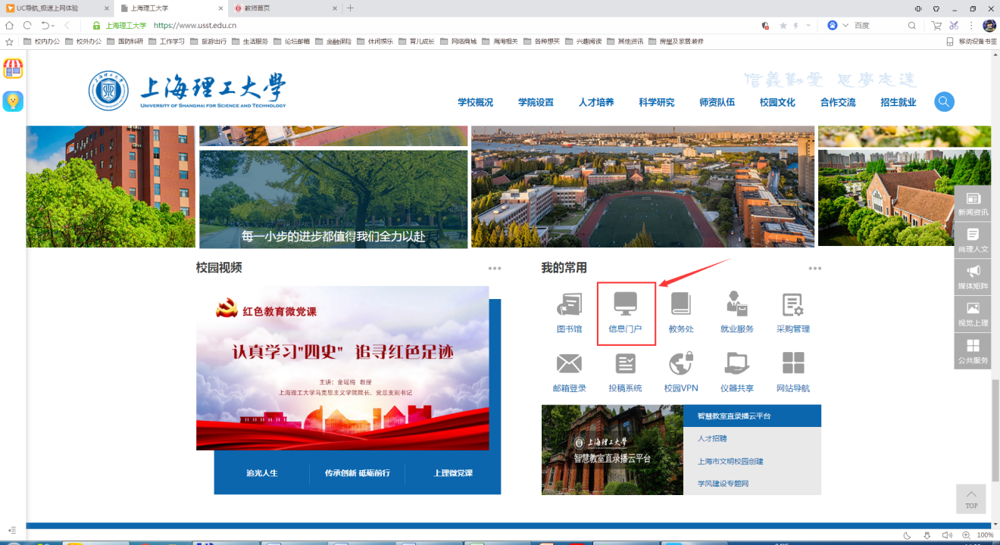 UC导航_极速上网体验
上海理工大学
教师首页
上海理工大学 https://www.usst.edu.cn
百度
校内办公 校外办公 国防科研 工作学习 旅游出行 生活服务 论坛邮箱 金融保险 休闲娱乐 育儿成长 网络商城 海淘相关 各种想买 兴趣阅读 其他资讯 房屋及家居装修
移动设备书签
上海理工大学
UNIVERSITY OF SHANGHAI FOR SCIENCE AND TECHNOLOGY
信義勤愛 思學志遠
学校概况 学院设置 人才培养 科学研究 师资队伍 校园文化 合作交流 招生就业
每一小步的进步都值得我们全力以赴
新闻资讯
尚理人文
媒体矩阵
视觉上理
公共服务
校园视频
红色教育微党课
认真学习"四史" 追寻红色足迹
主讲：金瑶梅 教授
上海理工大学马克思主义学院院长、党总支副书记
追光人生
传承创新 砥砺前行
上理微党课
我的常用
图书馆 信息门户 教务处 就业服务 采购管理
邮箱登录 投稿系统 校园VPN 仪器共享 网站导航
上海理工大学
智慧教室直录播云平台
智慧教室直录播云平台
人才招聘
上海市文明校园创建
学风建设专题网
TOP
100%